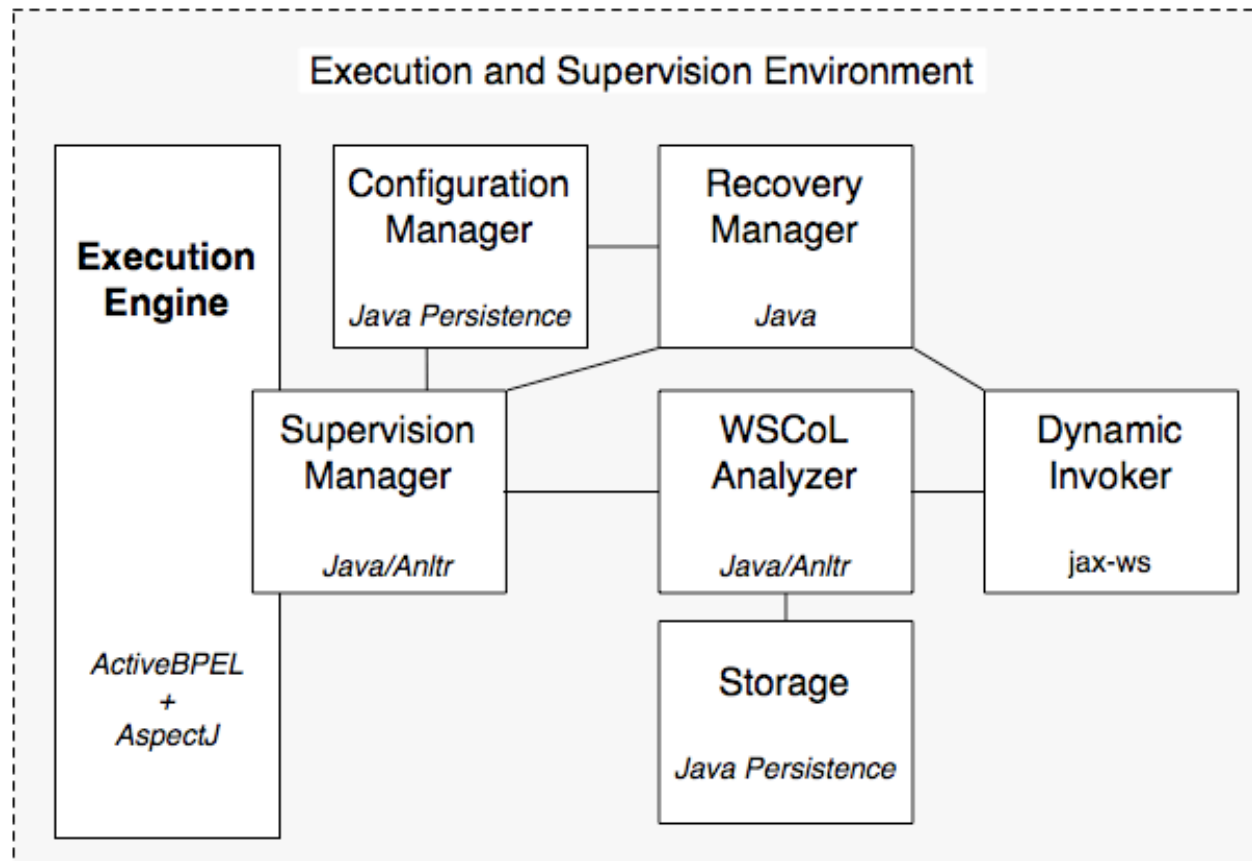 Execution and Supervision Environment
Execution
Engine
ActiveBPEL
+
AspectJ
Configuration
Manager
Java Persistence
Recovery
Manager
Java
Supervision
Manager
Java/Anltr
WSCoL
Analyzer
Java/Anltr
Dynamic
Invoker
jax-ws
Storage
Java Persistence